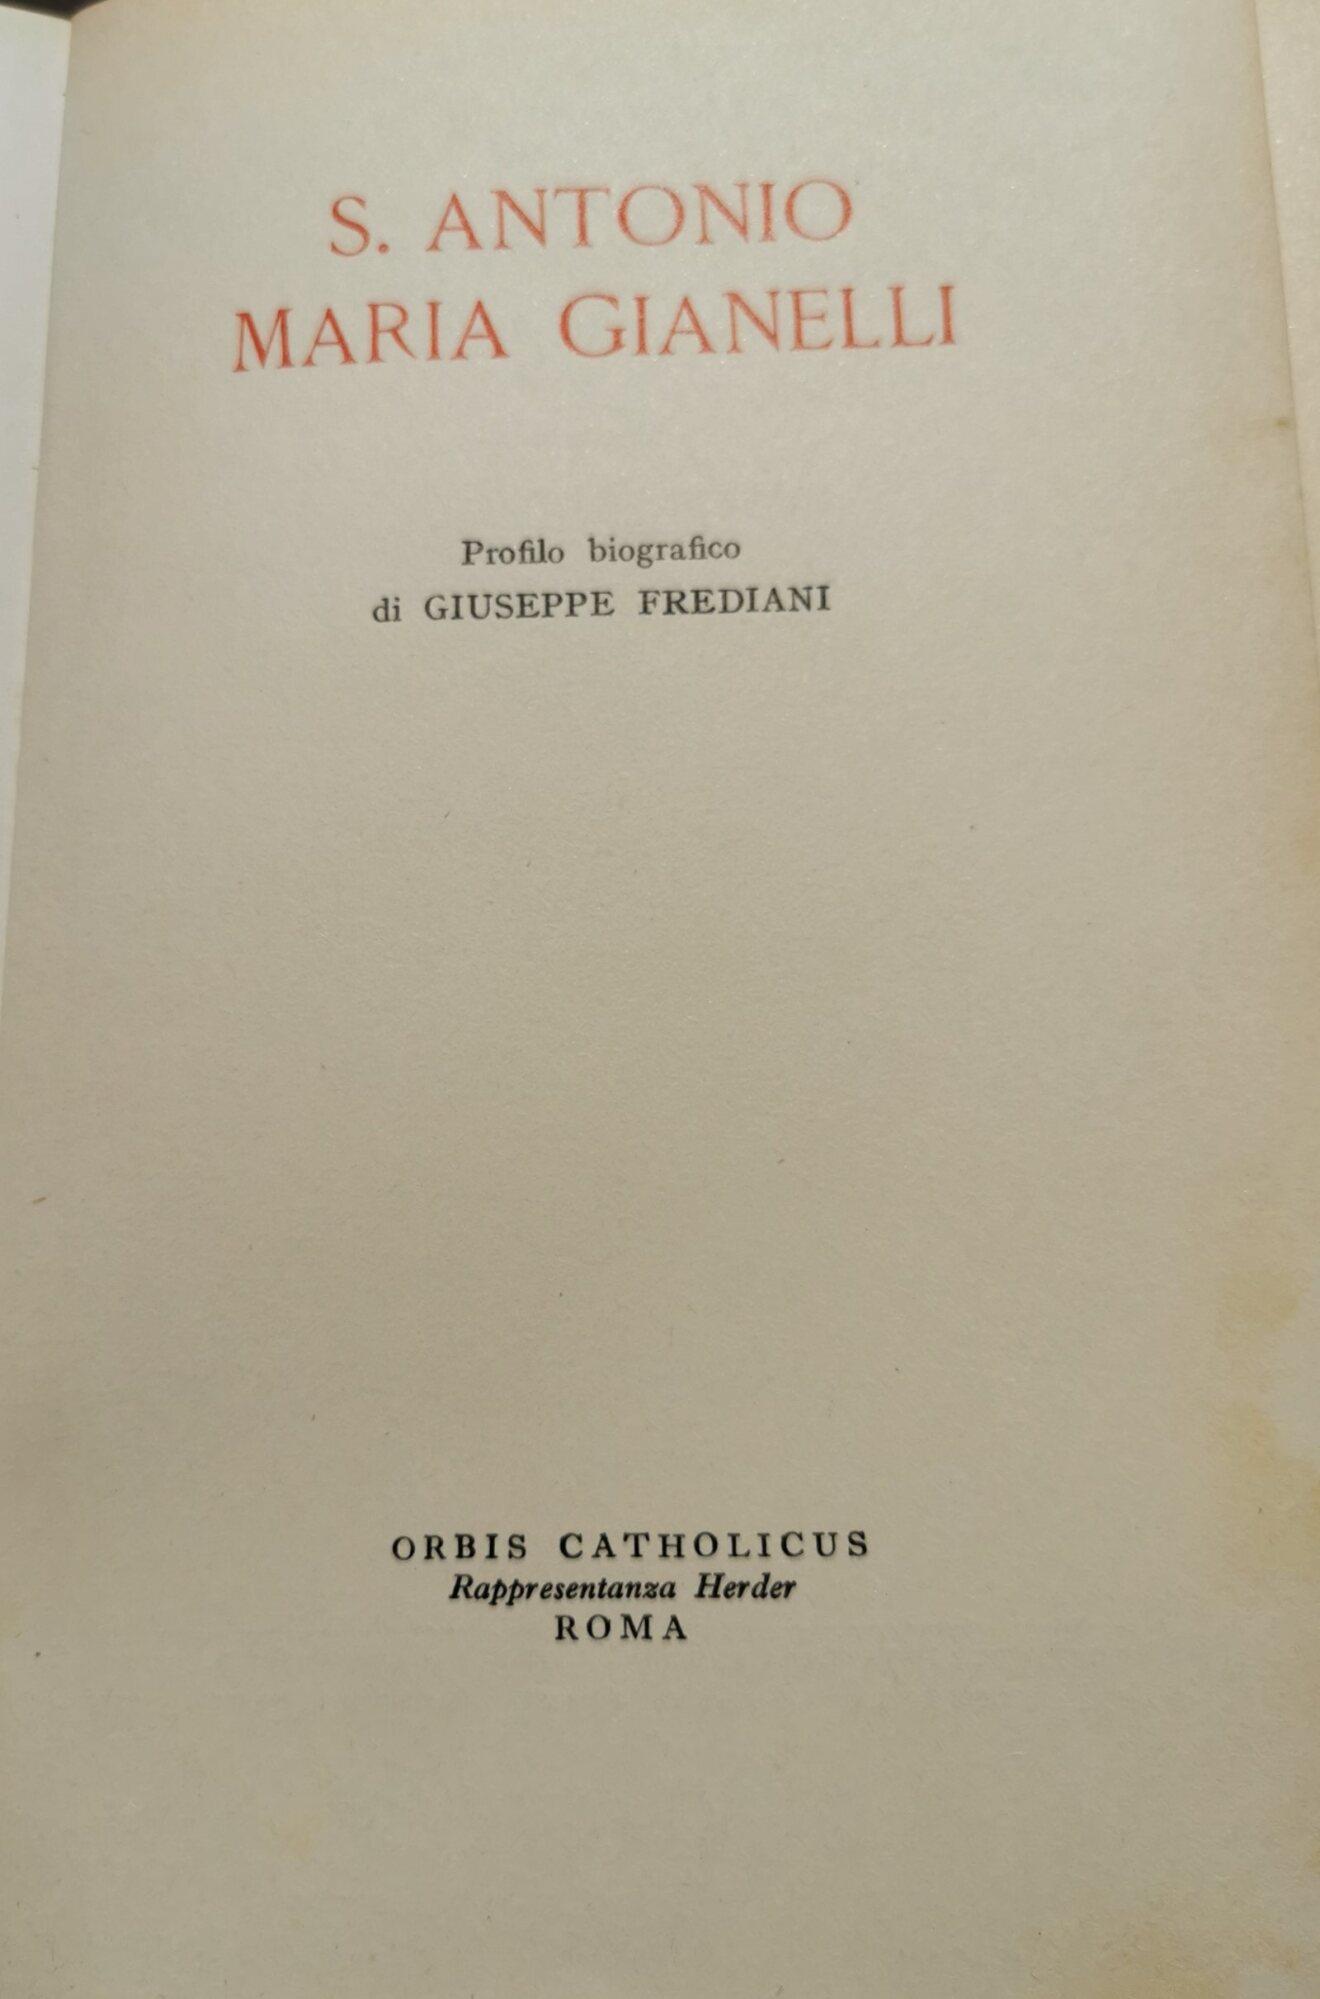 S. ANTONIO
MARIA GIANELLI
Profilo biografico
di GIUSEPPE FREDIANI
ORBIS CATHOLICUS
Rappresentanza Herder
ROMA